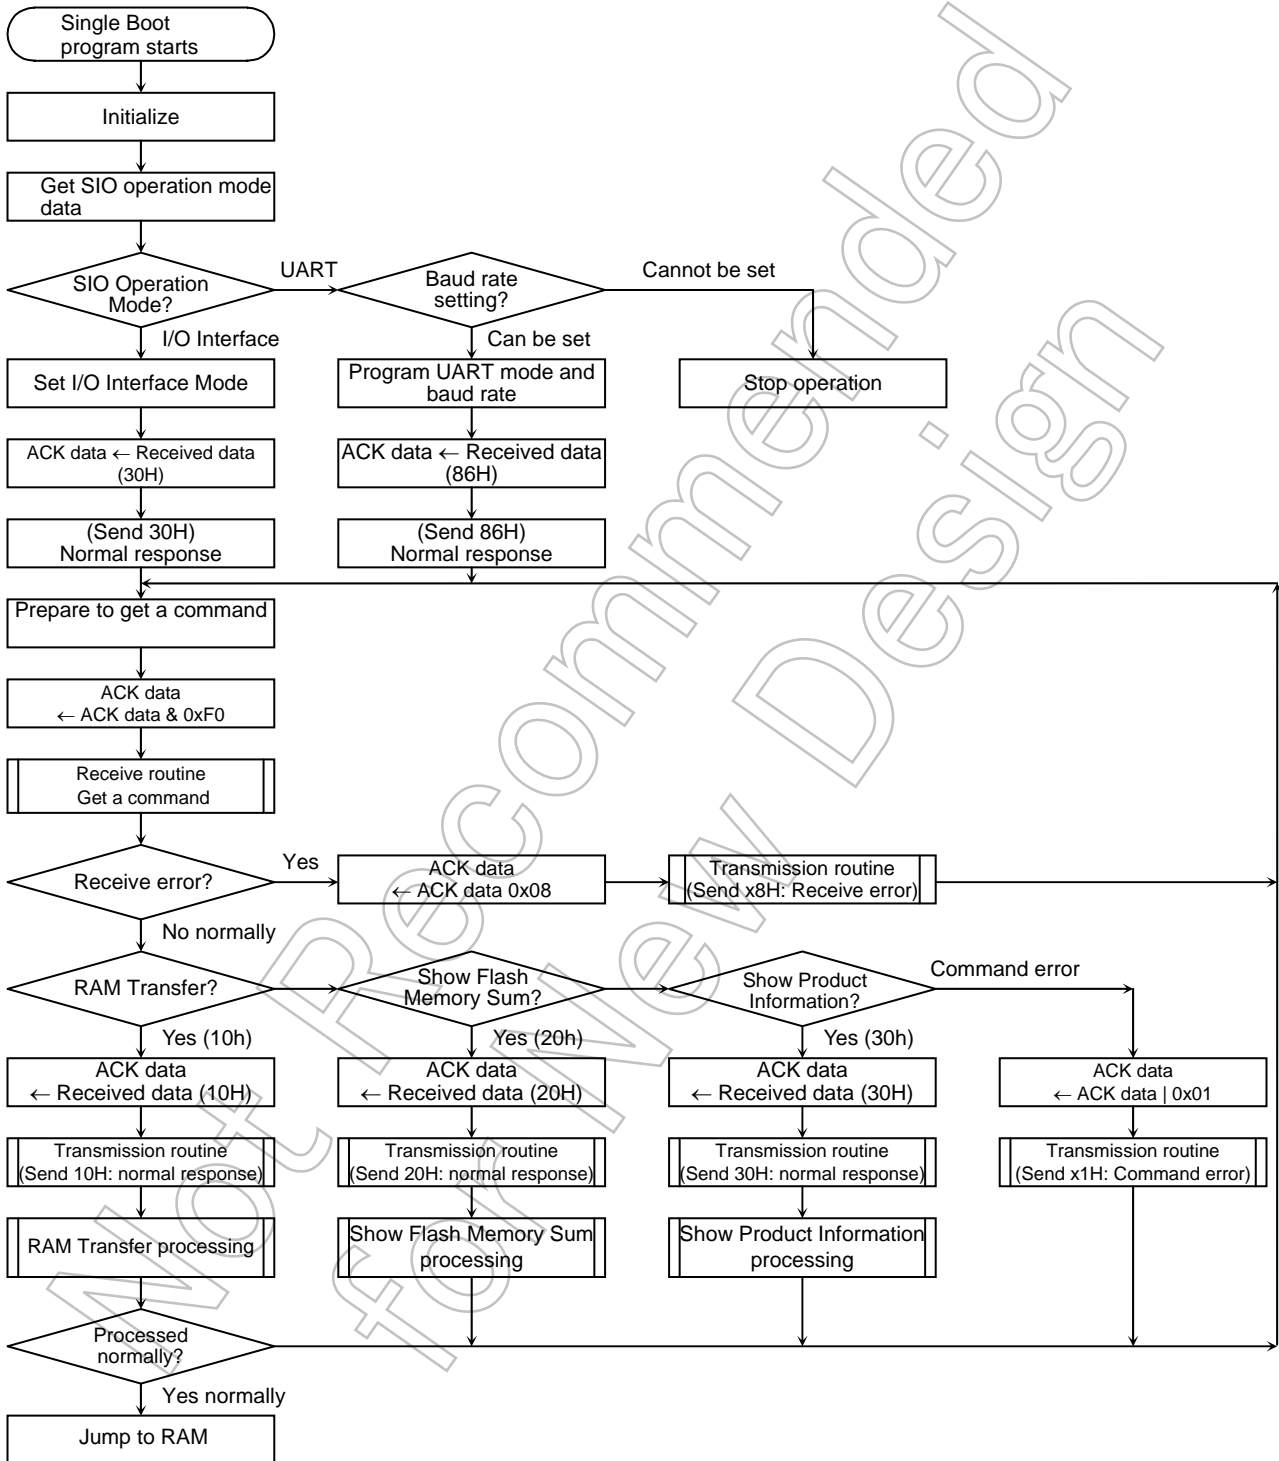 Single Boot
program starts
Initialize
Get SIO operation mode
data
SIO Operation
Mode?
UART
Baud rate
setting?
Cannot be set
I/O Interface
Can be set
Set I/O Interface Mode
Program UART mode and
baud rate
Stop operation
ACK data ← Received data
(30H)
ACK data ← Received data
(86H)
(Send 30H)
Normal response
(Send 86H)
Normal response
Prepare to get a command
ACK data
← ACK data & 0xF0
Receive routine
Get a command
Receive error?
Yes
ACK data
← ACK data 0x08
Transmission routine
(Send x8H: Receive error)
No normally
RAM Transfer?
Show Flash
Memory Sum?
Show Product
Information?
Command error
Yes (10h)
Yes (20h)
Yes (30h)
ACK data
← Received data (10H)
ACK data
← Received data (20H)
ACK data
← Received data (30H)
ACK data
← ACK data | 0x01
Transmission routine
(Send 10H: normal response)
Transmission routine
(Send 20H: normal response)
Transmission routine
(Send 30H: normal response)
Transmission routine
(Send x1H: Command error)
RAM Transfer processing
Show Flash Memory Sum
processing
Show Product Information
processing
Processed
normally?
Yes normally
Jump to RAM
Not Recommended
for New Design